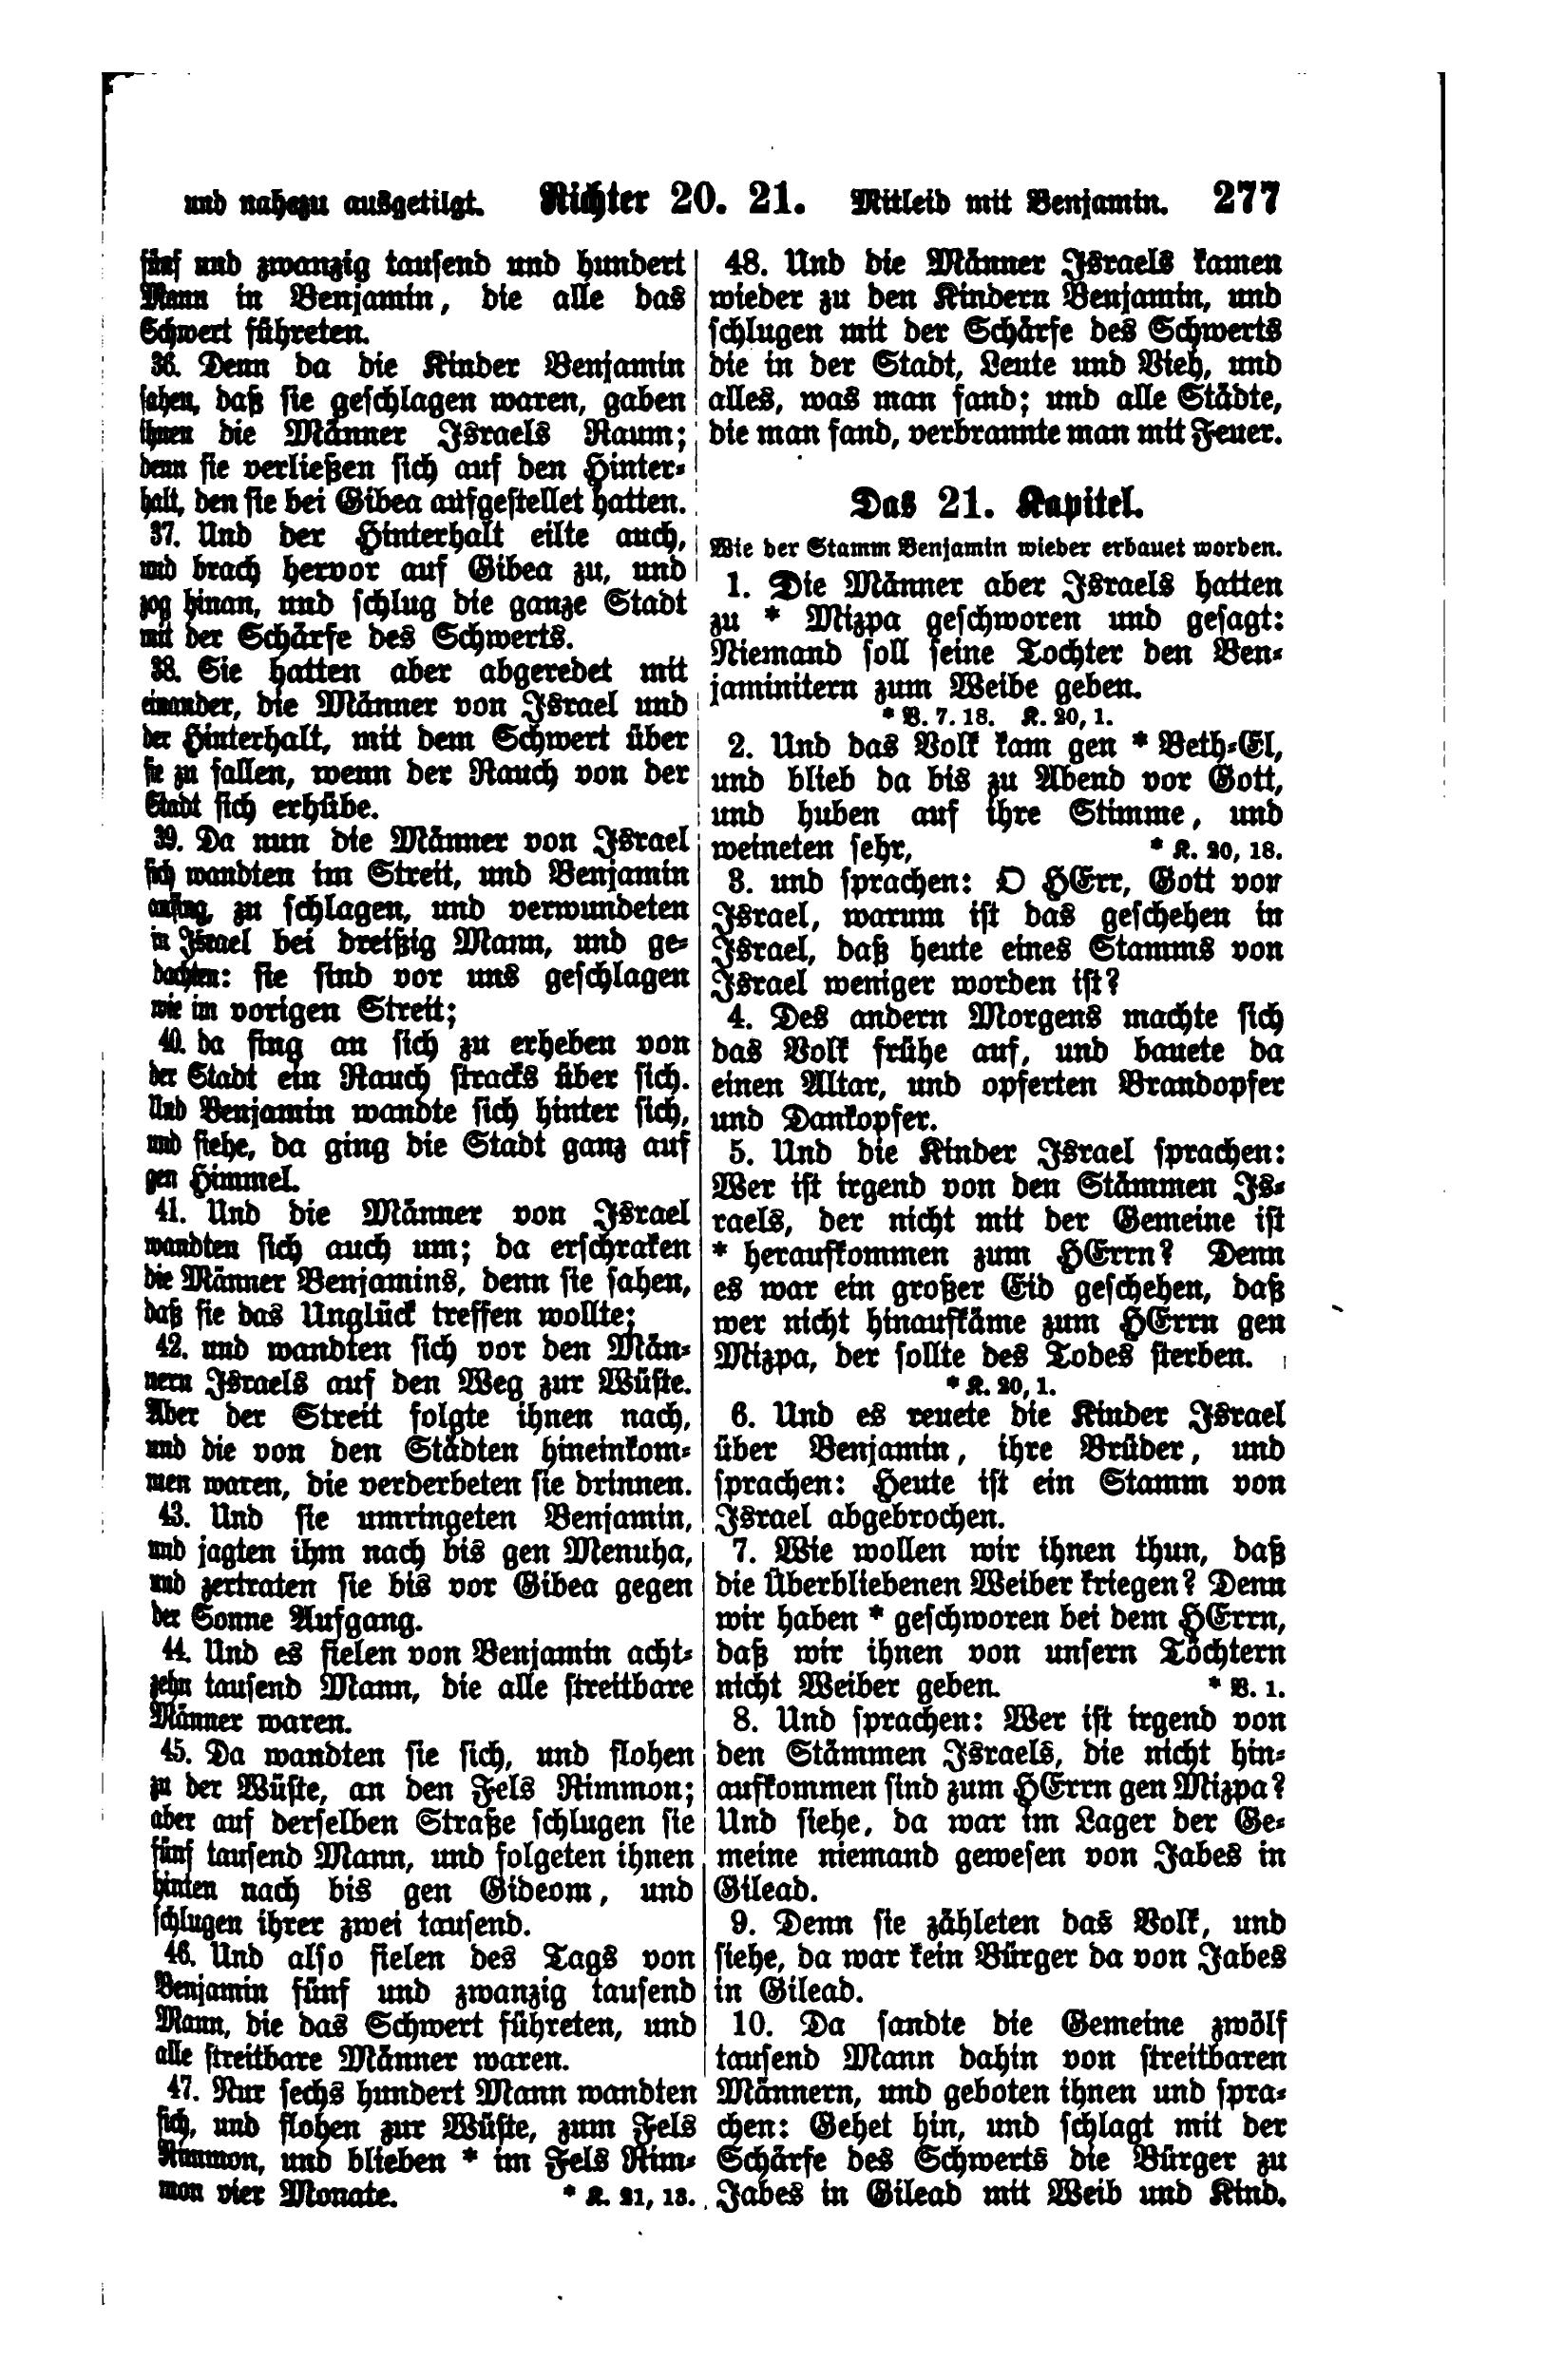 und nahezu ausgetilgt. Richter 20. 21. Mitleid mit Benjamin. 277
fünf und zwanzig tausend und hundert
Mann in Benjamin, die alle das
Schwert führeten.
36. Denn da die Kinder Benjamin
sahen, daß sie geschlagen waren, gaben
ihnen die Männer Israels Raum;
denn sie verließen sich auf den Hinter-
halt, den sie bei Gibea aufgestellet hatten.
37. Und der Hinterhalt eilte auch,
und brach hervor auf Gibea zu, und
zog hinan, und schlug die ganze Stadt
mit der Schärfe des Schwerts.
38. Sie hatten aber abgeredet mit
einander, die Männer von Israel und
der Hinterhalt, mit dem Schwert über
sie zu fallen, wenn der Rauch von der
Stadt sich erhübe.
39. Da nun die Männer von Israel
sich wandten im Streit, und Benjamin
anfing, zu schlagen, und verwundeten
in Israel bei dreißig Mann, und ge-
dachten: sie sind vor uns geschlagen
wie im vorigen Streit;
40. da fing an sich zu erheben von
der Stadt ein Rauch stracks über sich.
Und Benjamin wandte sich hinter sich,
und siehe, da ging die Stadt ganz auf
gen Himmel.
41. Und die Männer von Israel
wandten sich auch um; da erschraken
die Männer Benjamins, denn sie sahen,
daß sie das Unglück treffen wollte;
42. und wandten sich vor den Män-
nern Israels auf den Weg zur Wüste.
Aber der Streit folgte ihnen nach,
und die von den Städten hineinkom-
men waren, die verderbeten sie drinnen.
43. Und sie umringeten Benjamin,
und jagten ihm nach bis gen Menuha,
und zertraten sie bis vor Gibea gegen
der Sonne Aufgang.
44. Und es fielen von Benjamin acht-
zehn tausend Mann, die alle streitbare
Männer waren.
45. Da wandten sie sich, und flohen
zu der Wüste, an den Fels Rimmon;
aber auf derselben Straße schlugen sie
fünf tausend Mann, und folgeten ihnen
hinten nach bis gen Gideom, und
schlugen ihrer zwei tausend.
46. Und also fielen des Tags von
Benjamin fünf und zwanzig tausend
Mann, die das Schwert führeten, und
alle streitbare Männer waren.
47. Nur sechs hundert Mann wandten
sich, und flohen zur Wüste, zum Fels
Rimmon, und blieben * im Fels Rim-
mon vier Monate. * K. 21, 13.
48. Und die Männer Israels kamen
wieder zu den Kindern Benjamin, und
schlugen mit der Schärfe des Schwerts
die in der Stadt, Leute und Vieh, und
alles, was man fand; und alle Städte,
die man fand, verbrannte man mit Feuer.
Das 21. Kapitel.
Wie der Stamm Benjamin wieder erbauet worden.
1. Die Männer aber Israels hatten
zu * Mizpa geschworen und gesagt:
Niemand soll seine Tochter den Ben-
jaminitern zum Weibe geben.
* V. 7. 18. K. 20, 1.
2. Und das Volk kam gen * Beth-El,
und blieb da bis zu Abend vor Gott,
und huben auf ihre Stimme, und
weineten sehr, * K. 20, 18.
3. und sprachen: O HErr, Gott von
Israel, warum ist das geschehen in
Israel, daß heute eines Stamms von
Israel weniger worden ist?
4. Des andern Morgens machte sich
das Volk frühe auf, und bauete da
einen Altar, und opferten Brandopfer
und Dankopfer.
5. Und die Kinder Israel sprachen:
Wer ist irgend von den Stämmen Is-
raels, der nicht mit der Gemeine ist
* heraufkommen zum HErrn? Denn
es war ein großer Eid geschehen, daß
wer nicht hinaufkäme zum HErrn gen
Mizpa, der sollte des Todes sterben.
* K. 20, 1.
6. Und es reuete die Kinder Israel
über Benjamin, ihre Brüder, und
sprachen: Heute ist ein Stamm von
Israel abgebrochen.
7. Wie wollen wir ihnen thun, daß
die Überbliebenen Weiber kriegen? Denn
wir haben * geschworen bei dem HErrn,
daß wir ihnen von unsern Töchtern
nicht Weiber geben. * V. 1.
8. Und sprachen: Wer ist irgend von
den Stämmen Israels, die nicht hin-
aufkommen sind zum HErrn gen Mizpa?
Und siehe, da war im Lager der Ge-
meine niemand gewesen von Jabes in
Gilead.
9. Denn sie zähleten das Volk, und
siehe, da war kein Bürger da von Jabes
in Gilead.
10. Da sandte die Gemeine zwölf
tausend Mann dahin von streitbaren
Männern, und geboten ihnen und spra-
chen: Gehet hin, und schlagt mit der
Schärfe des Schwerts die Bürger zu
Jabes in Gilead mit Weib und Kind.